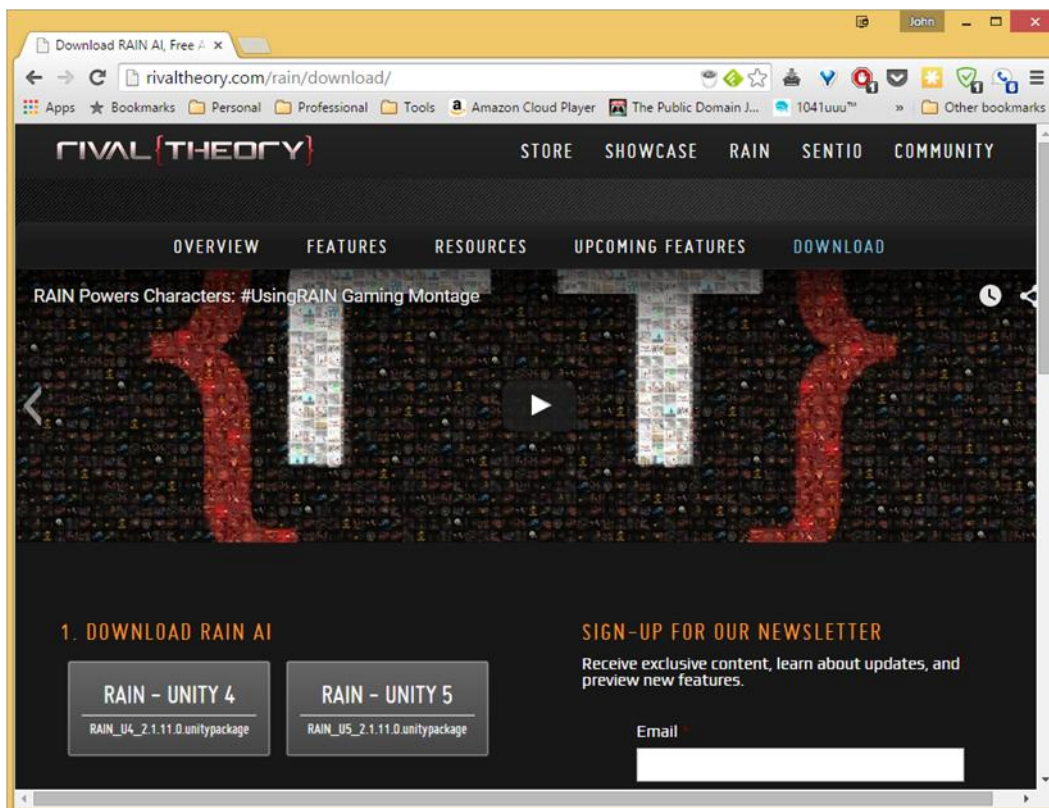 John
Download RAIN AI, Free A
rivaltheory.com/rain/download/
Apps Bookmarks Personal Professional Tools Amazon Cloud Player The Public Domain J... 1041uuu™ » Other bookmarks
RIVAL{THEORY}
STORE SHOWCASE RAIN SENTIO COMMUNITY
OVERVIEW FEATURES RESOURCES UPCOMING FEATURES DOWNLOAD
RAIN Powers Characters: #UsingRAIN Gaming Montage
1. DOWNLOAD RAIN AI
RAIN - UNITY 4
RAIN_U4_2.1.11.0.unitypackage
RAIN - UNITY 5
RAIN_U5_2.1.11.0.unitypackage
SIGN-UP FOR OUR NEWSLETTER
Receive exclusive content, learn about updates, and
preview new features.
Email *